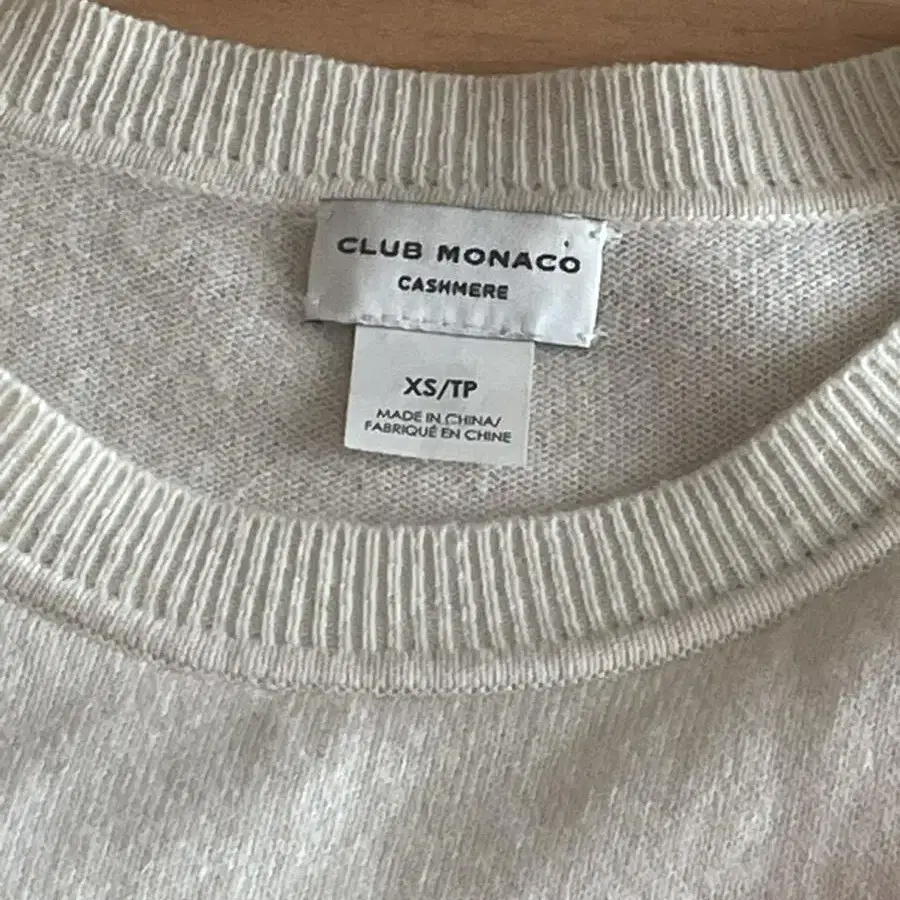 CLUB MONACO
CASHMERE
XS/TP
MADE IN CHINA/
FABRIQUÉ EN CHINE